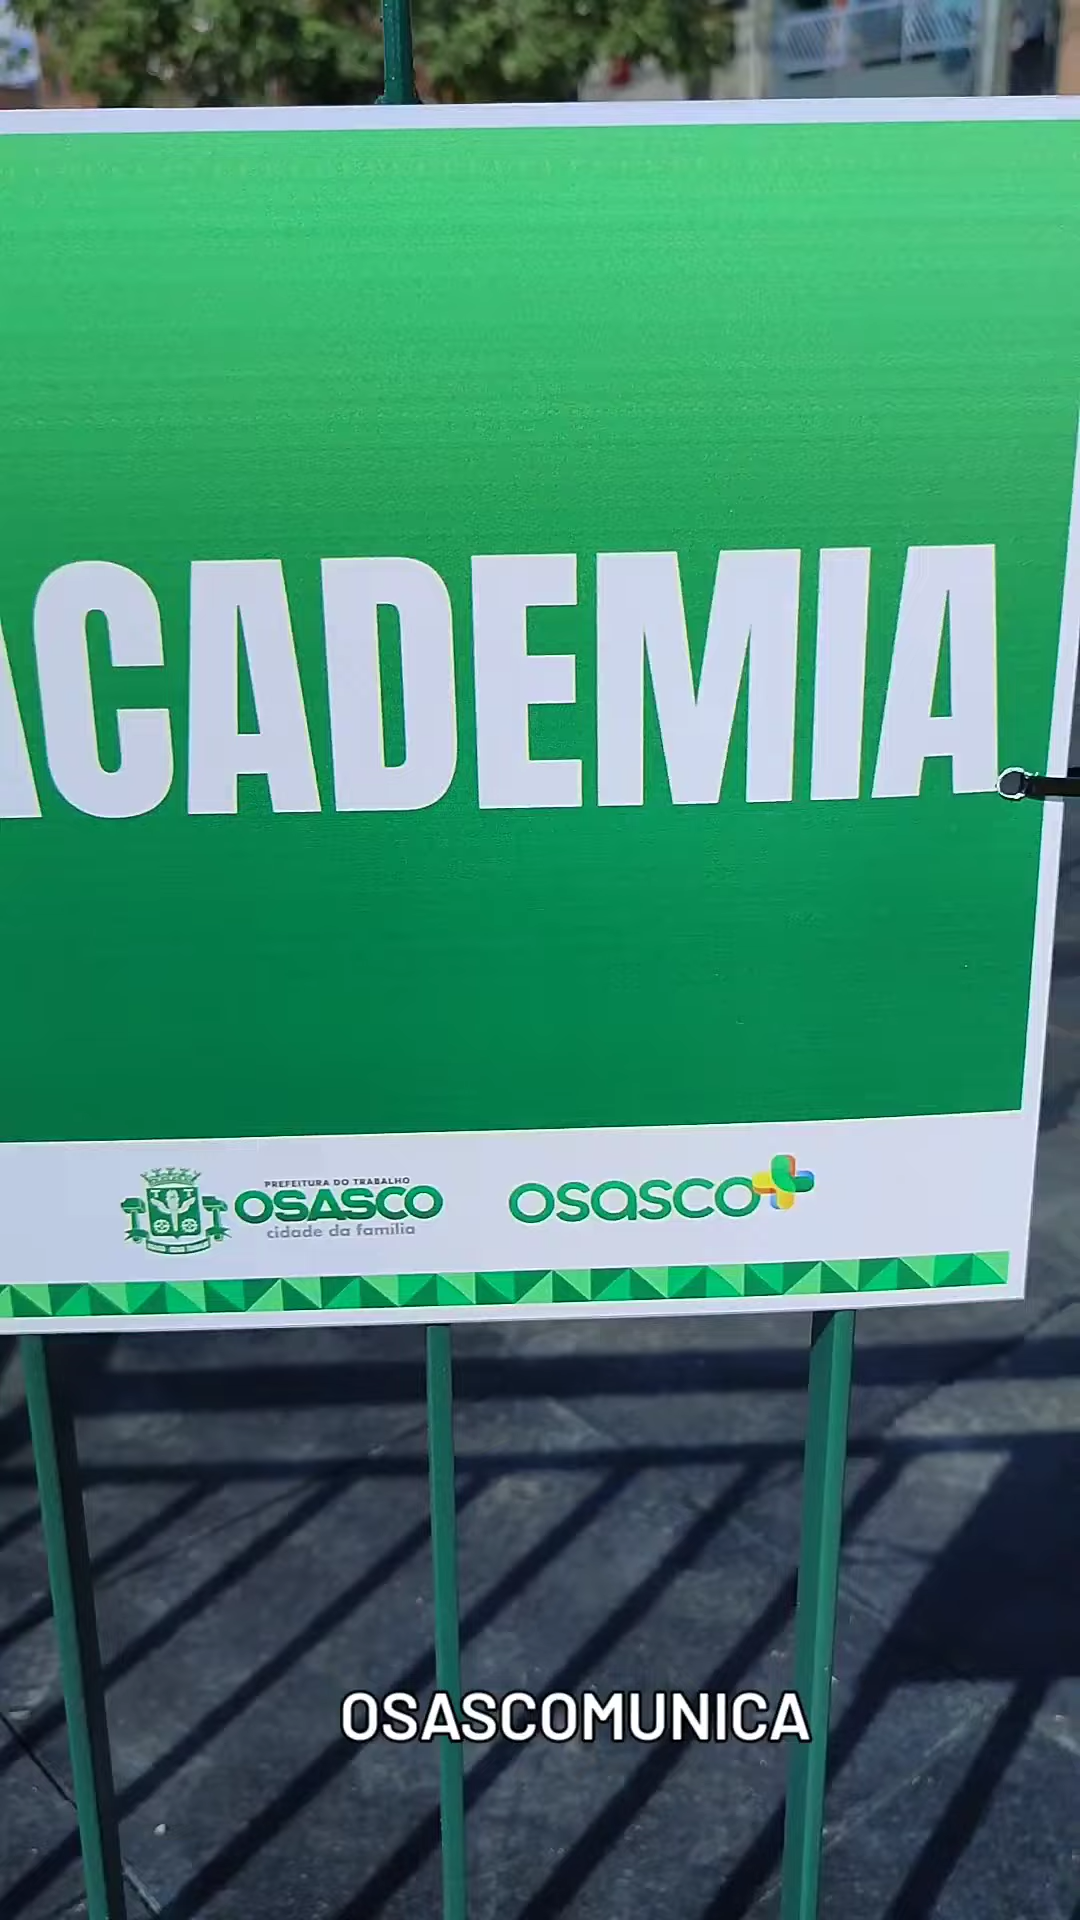 ACADEMIA
PREFEITURA DO TRABALHO
OSASCO
cidade da família
osasco
OSASCOMUNICA